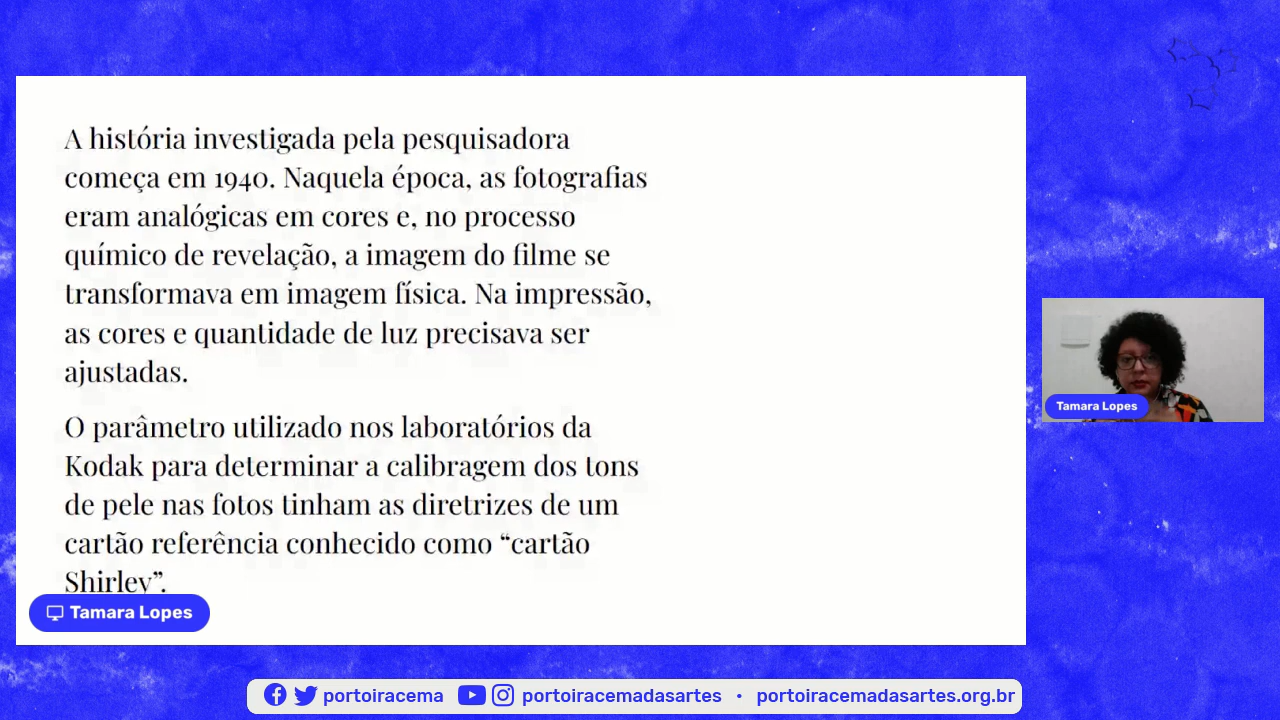 A história investigada pela pesquisadora
começa em 1940. Naquela época, as fotografias
eram analógicas em cores e, no processo
químico de revelação, a imagem do filme se
transformava em imagem física. Na impressão,
as cores e quantidade de luz precisava ser
ajustadas.
O parâmetro utilizado nos laboratórios da
Kodak para determinar a calibragem dos tons
de pele nas fotos tinham as diretrizes de um
cartão referência conhecido como “cartão
Shirley”.
Tamara Lopes
Tamara Lopes
portoiracema portoiracemadasartes • portoiracemadasartes.org.br